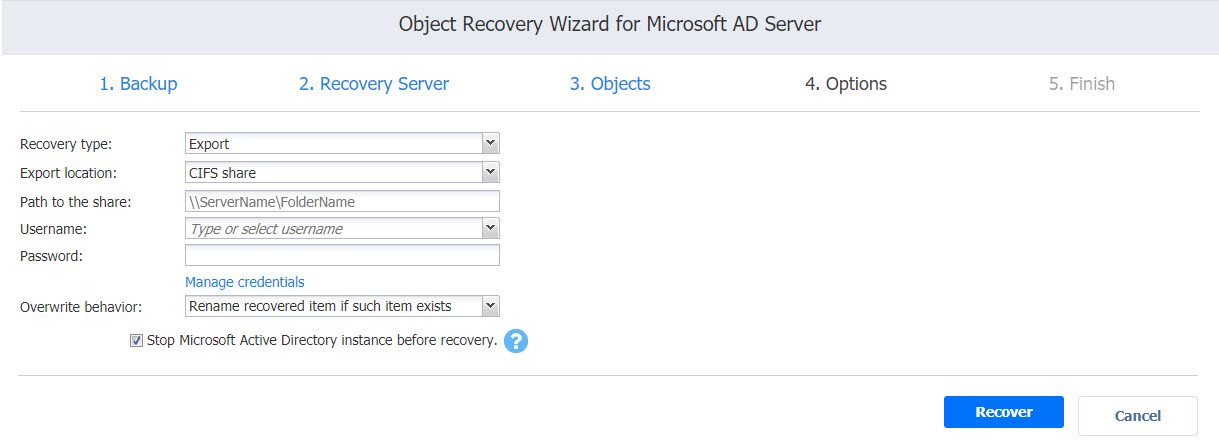 Object Recovery Wizard for Microsoft AD Server
1. Backup 2. Recovery Server 3. Objects 4. Options 5. Finish
Recovery type: Export
Export location: CIFS share
Path to the share: \\ServerName\FolderName
Username: Type or select username
Password:
Manage credentials
Overwrite behavior: Rename recovered item if such item exists
Stop Microsoft Active Directory instance before recovery. ?
Recover Cancel